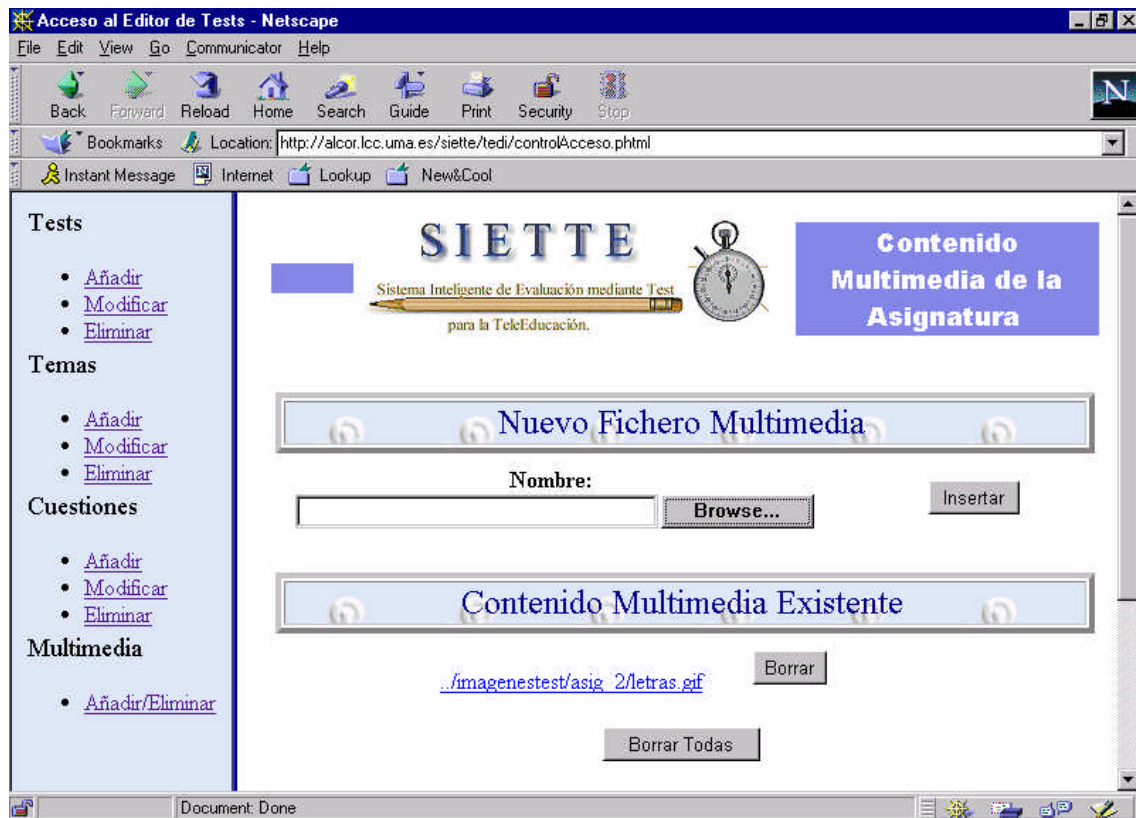 Acceso al Editor de Tests - Netscape
File Edit View Go Communicator Help
Back Forward Reload Home Search Guide Print Security Stop
N
Bookmarks Location: http://alcor.lcc.uma.es/siette/tedi/controlAcceso.phtml
Instant Message Internet Lookup New&Cool
Tests
Añadir
Modificar
Eliminar
Temas
Añadir
Modificar
Eliminar
Cuestiones
Añadir
Modificar
Eliminar
Multimedia
Añadir/Eliminar
SIETTE
Sistema Inteligente de Evaluación mediante Test
para la TeleEducación.
Contenido
Multimedia de la
Asignatura
Nuevo Fichero Multimedia
Nombre:
Browse...
Insertar
Contenido Multimedia Existente
../imagenestest/asig_2/letras.gif
Borrar
Borrar Todas
Document: Done